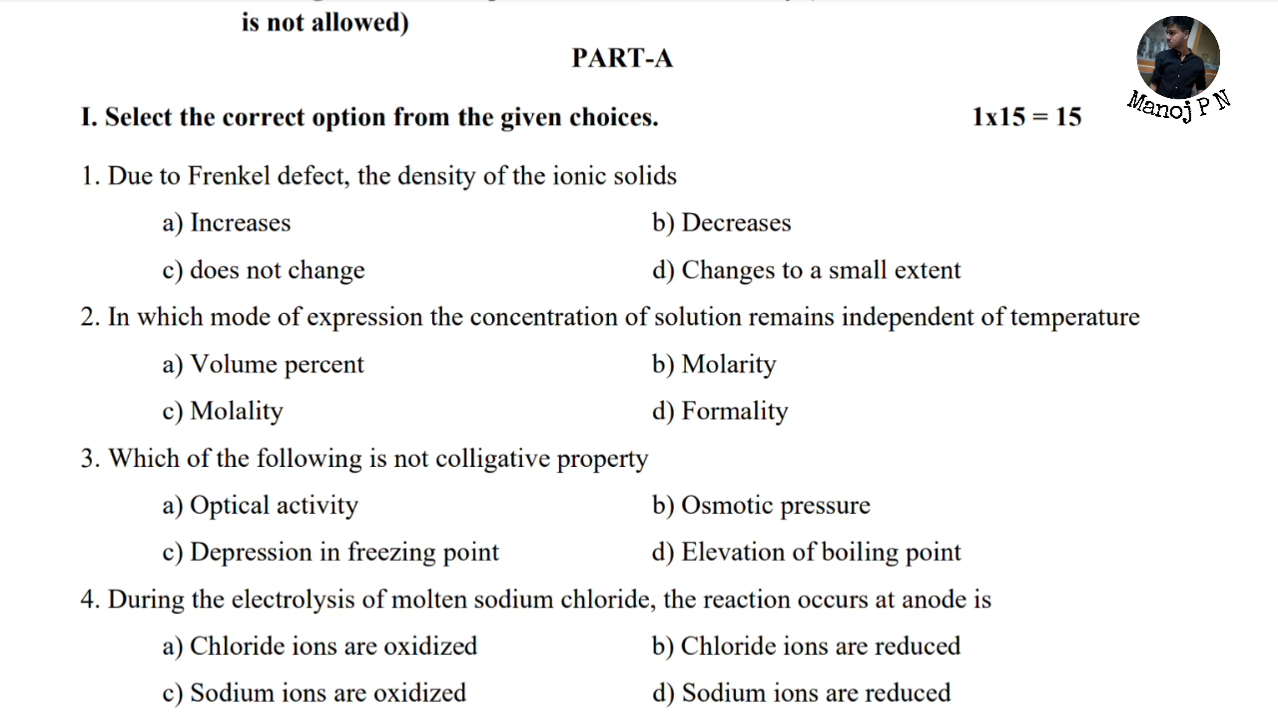 is not allowed)
PART-A
Manoj P N
I. Select the correct option from the given choices. 1x15 = 15
1. Due to Frenkel defect, the density of the ionic solids
a) Increases b) Decreases
c) does not change d) Changes to a small extent
2. In which mode of expression the concentration of solution remains independent of temperature
a) Volume percent b) Molarity
c) Molality d) Formality
3. Which of the following is not colligative property
a) Optical activity b) Osmotic pressure
c) Depression in freezing point d) Elevation of boiling point
4. During the electrolysis of molten sodium chloride, the reaction occurs at anode is
a) Chloride ions are oxidized b) Chloride ions are reduced
c) Sodium ions are oxidized d) Sodium ions are reduced